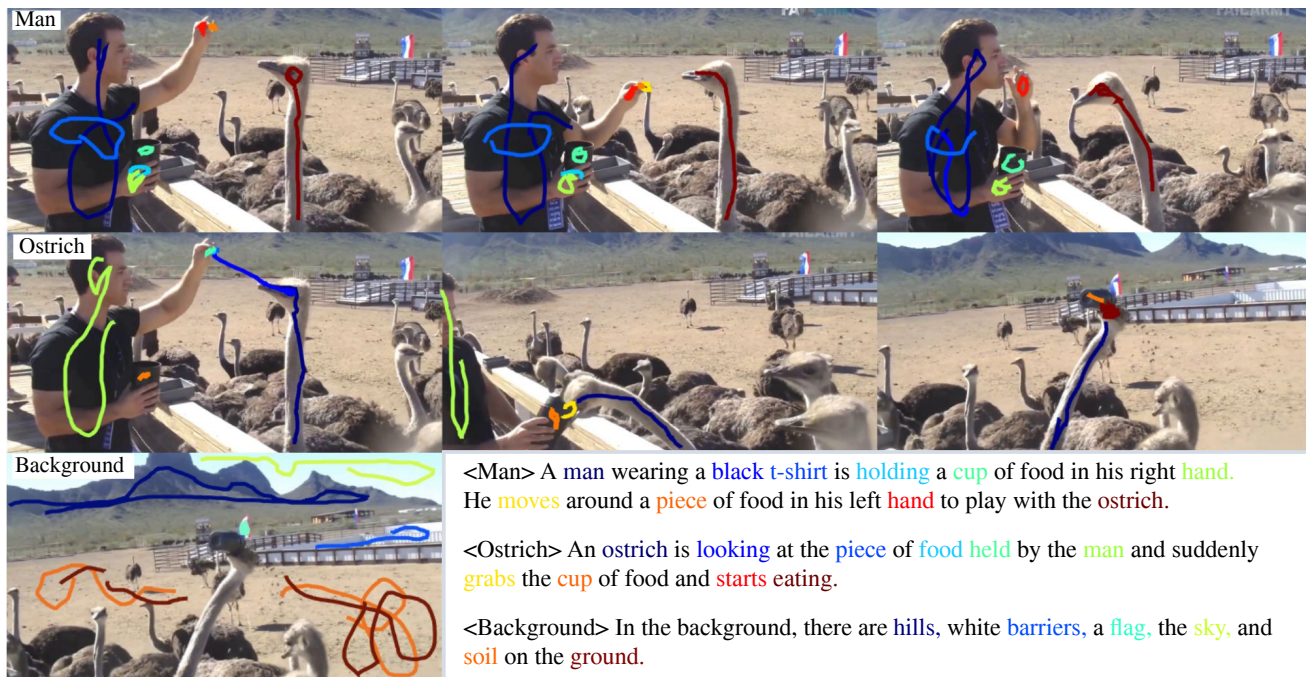 Man
FAILARMY
FAILARMY
Ostrich
FAILARMY
Background
<Man> A man wearing a black t-shirt is holding a cup of food in his right hand.
He moves around a piece of food in his left hand to play with the ostrich.
<Ostrich> An ostrich is looking at the piece of food held by the man and suddenly
grabs the cup of food and starts eating.
<Background> In the background, there are hills, white barriers, a flag, the sky, and
soil on the ground.